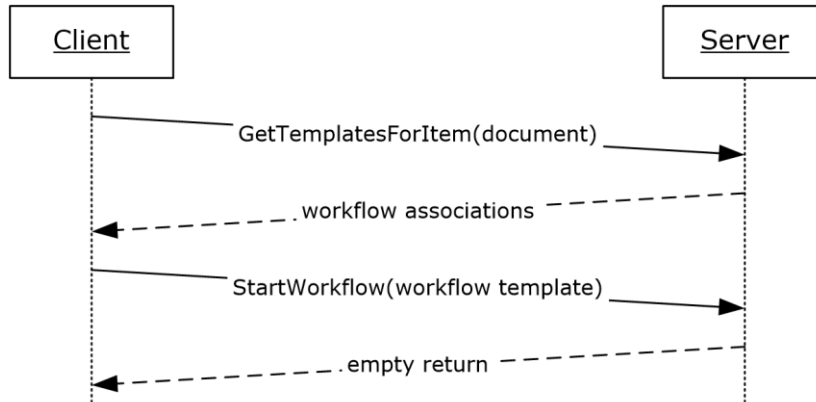 Client
Server
GetTemplatesForItem(document)
workflow associations
StartWorkflow(workflow template)
empty return